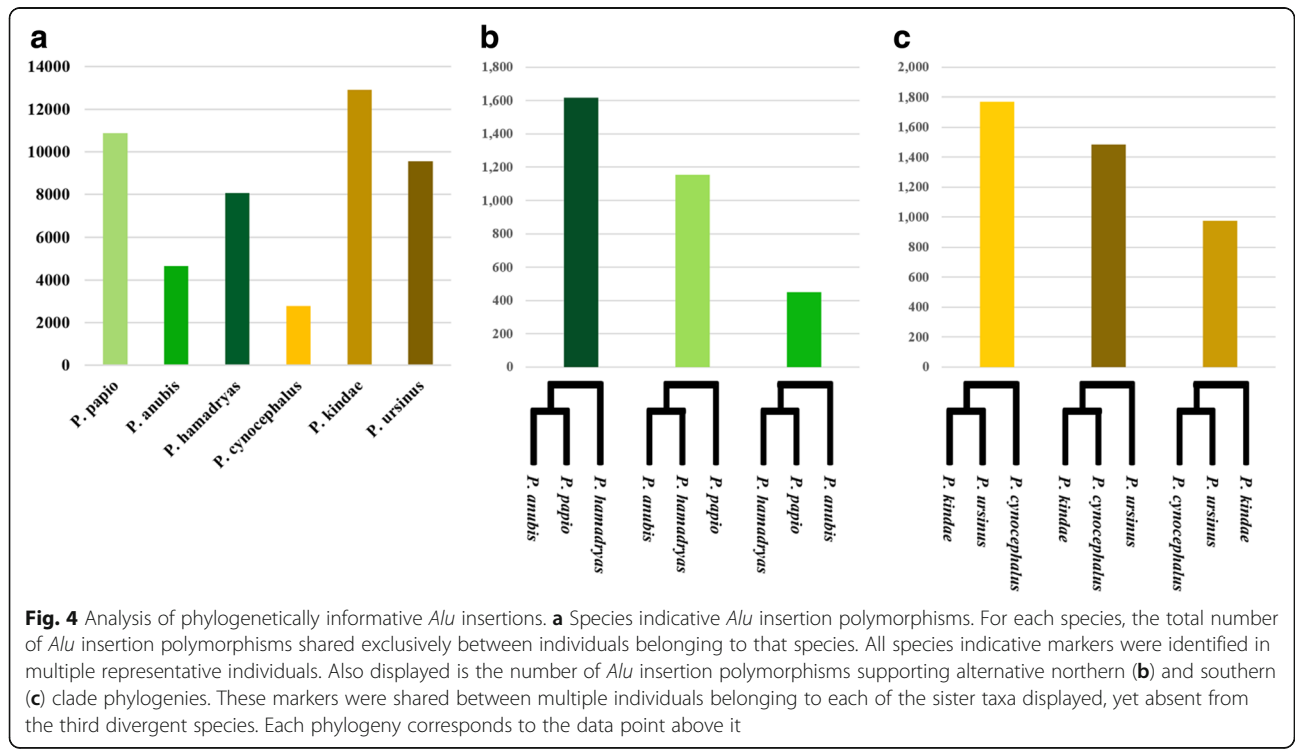 a
14000
12000
10000
8000
6000
4000
2000
0
P. papio
P. anubis
P. hamadryas
P. cynocephalus
P. kindae
P. ursinus
b
1,800
1,600
1,400
1,200
1,000
800
600
400
200
0
P. anubis
P. papio
P. hamadryas
P. anubis
P. hamadryas
P. papio
P. hamadryas
P. papio
P. anubis
c
2,000
1,800
1,600
1,400
1,200
1,000
800
600
400
200
0
P. kindae
P. ursinus
P. cynocephalus
P. kindae
P. cynocephalus
P. ursinus
P. cynocephalus
P. ursinus
P. kindae
Fig. 4 Analysis of phylogenetically informative Alu insertions. a Species indicative Alu insertion polymorphisms. For each species, the total number
of Alu insertion polymorphisms shared exclusively between individuals belonging to that species. All species indicative markers were identified in
multiple representative individuals. Also displayed is the number of Alu insertion polymorphisms supporting alternative northern (b) and southern
(c) clade phylogenies. These markers were shared between multiple individuals belonging to each of the sister taxa displayed, yet absent from
the third divergent species. Each phylogeny corresponds to the data point above it